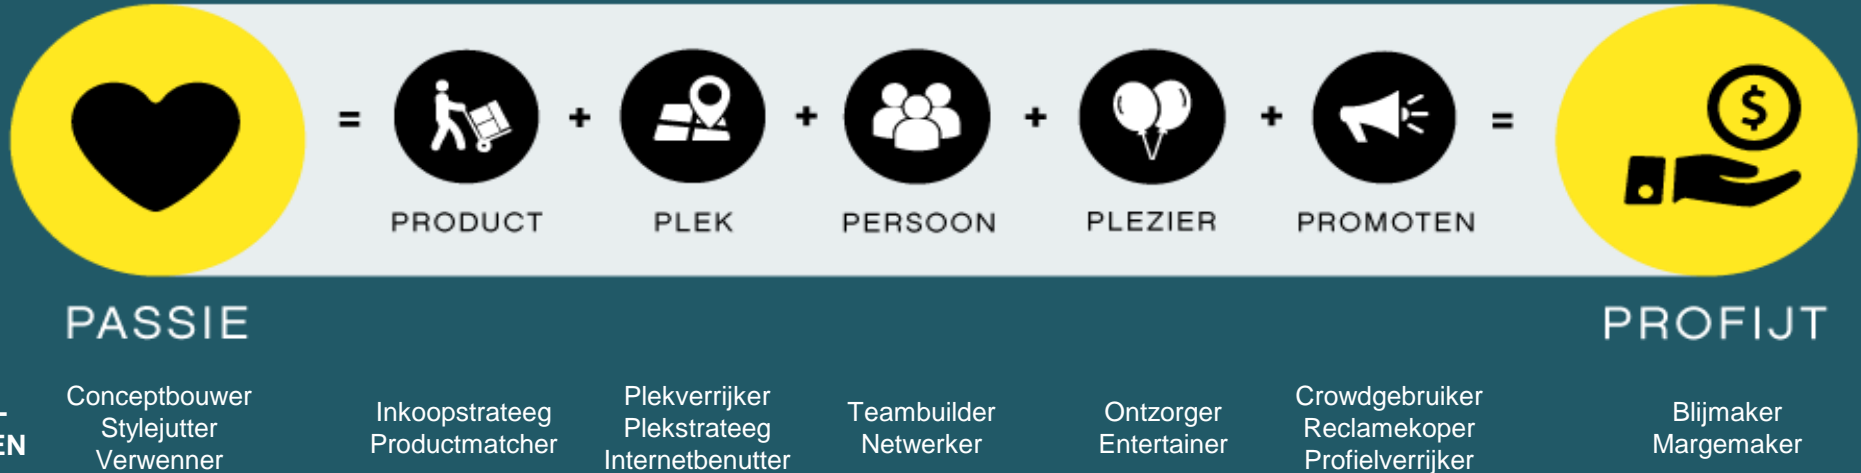 = + + + + =
PRODUCT PLEK PERSOON PLEZIER PROMOTEN
PASSIE PROFIJT
Conceptbouwer
Stylejutter
Verwenner
Inkoopstrateeg
Productmatcher
Plekverrijker
Plekstrateeg
Internetbenutter
Teambuilder
Netwerker
Ontzorger
Entertainer
Crowdgebruiker
Reclamekoper
Profielverrijker
Blijmaker
Margemaker